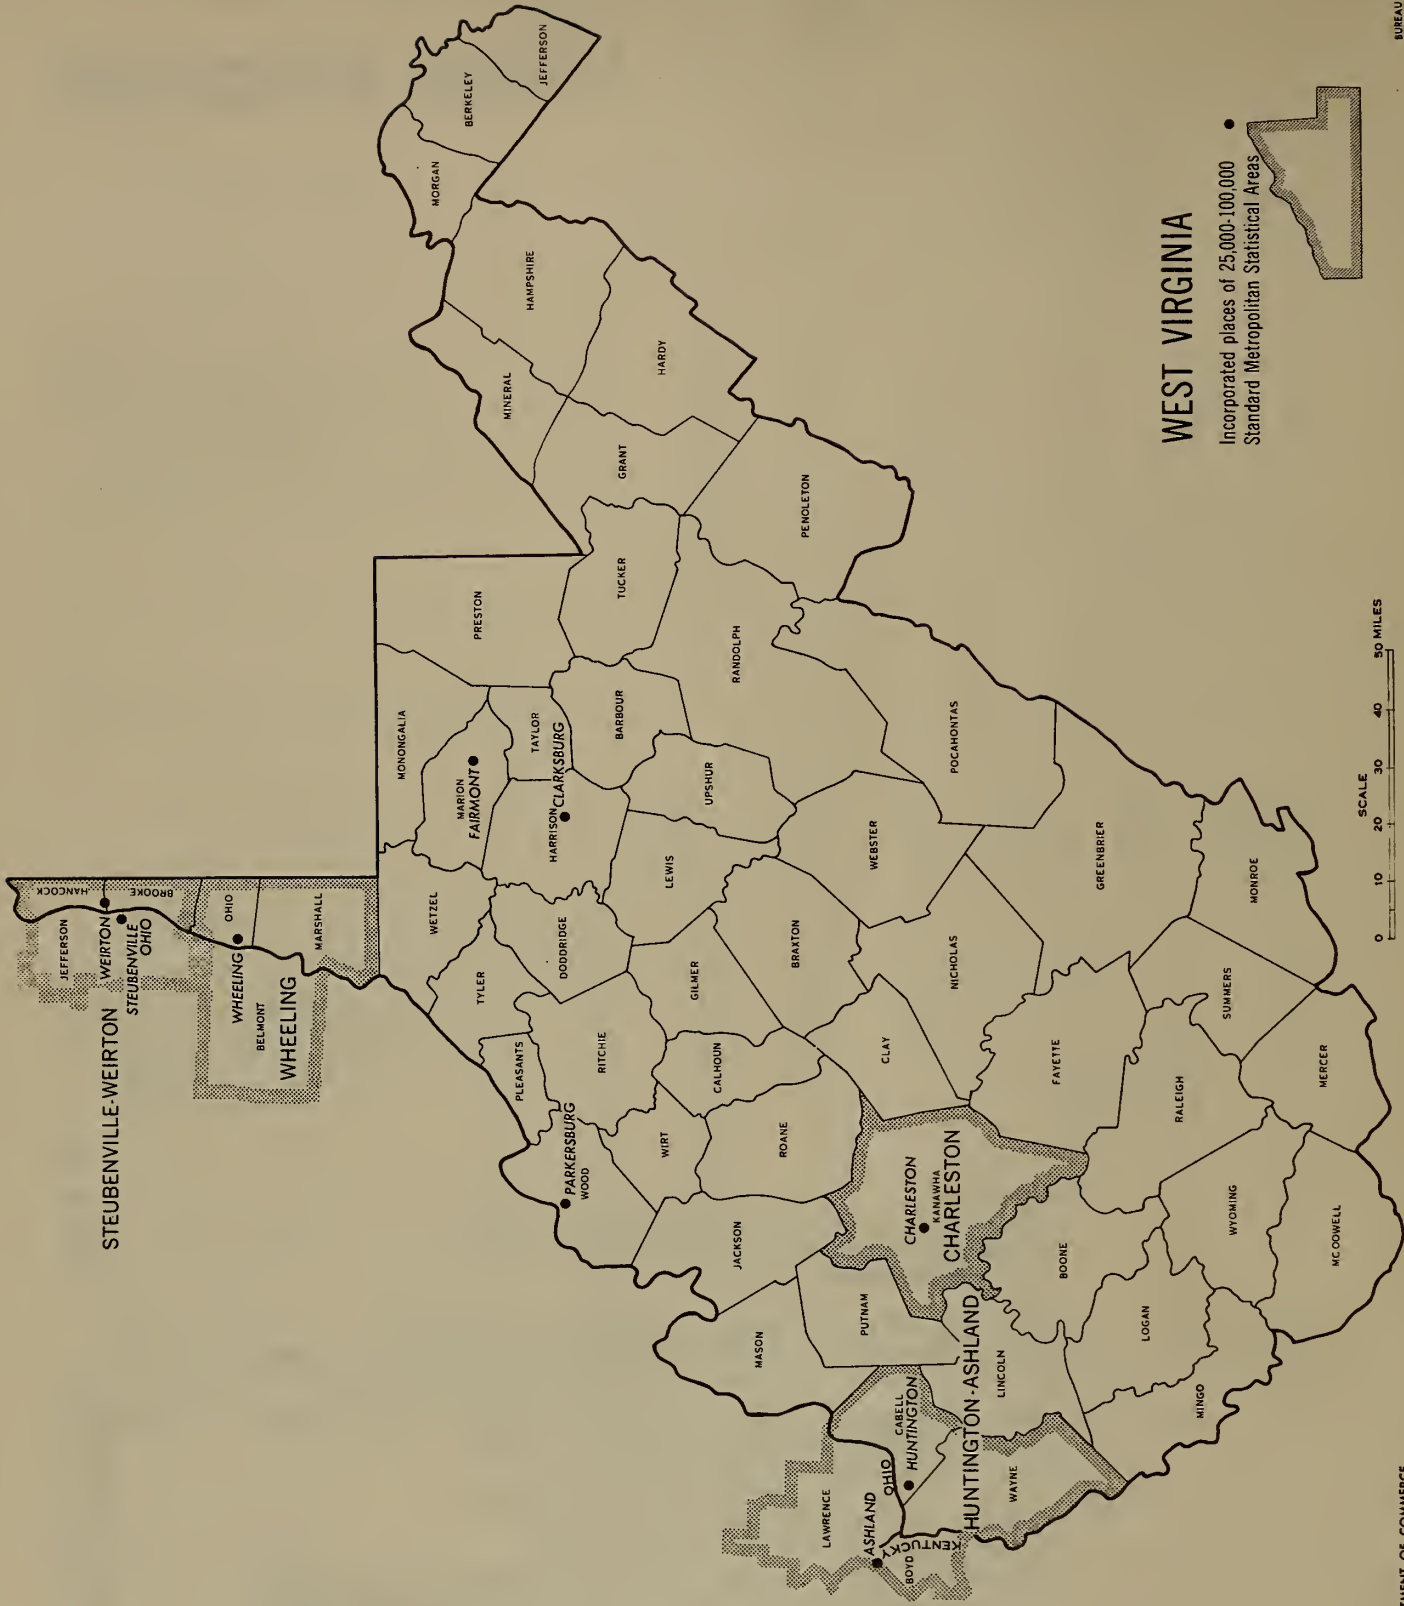 STEUBENVILLE-WEIRTON
JEFFERSON
HANCOCK
WEIRTON
STEUBENVILLE
OHIO
BROOKE
WHEELING
OHIO
BELMONT
WHEELING
MARSHALL
MORGAN
BERKELEY
JEFFERSON
HAMPSHIRE
MINERAL
HARDY
GRANT
PENOLETON
MONONGALIA
PRESTON
MARION
FAIRMONT
TAYLOR
TUCKER
WETZEL
HARRISON
CLARKSBURG
BARBOUR
RANDOLPH
TYLER
DODDRIDGE
LEWIS
UPSHUR
PLEASANTS
RITCHIE
GILMER
BRAXTON
WEBSTER
POCAHONTAS
PARKERSBURG
WOOD
WIRT
CALHOUN
ROANE
CLAY
NICHOLAS
GREENBRIER
JACKSON
MASON
PUTNAM
CHARLESTON
KANAWHA
CHARLESTON
FAYETTE
SUMMERS
MONROE
RALEIGH
BOONE
LAWRENCE
ASHLAND
OHIO
CABELL
HUNTINGTON
KENTUCKY
BOYD
HUNTINGTON-ASHLAND
LINCOLN
WAYNE
LOGAN
MINGO
WYOMING
MERCER
MC OOWELL
WEST VIRGINIA
Incorporated places of 25,000-100,000
Standard Metropolitan Statistical Areas
SCALE
0 10 20 30 40 50 MILES
OF COMMERCE
BUREAU